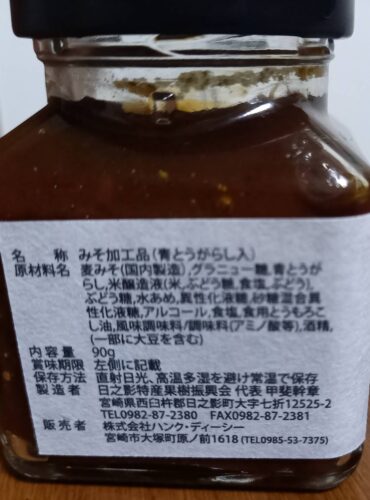 名　　称　みそ加工品（青とうがらし入）
原材料名　麦みそ（国内製造）,グラニュー糖,青とうが
らし,米醸造液（米,ぶどう糖,食塩,ぶどう）,
ぶどう糖,水あめ,異性化液糖,砂糖混合異
性化液糖,アルコール,食塩,食用とうもろこ
し油,風味調味料/調味料（アミノ酸等）,酒精,
（一部に大豆を含む）
内容量　90g
賞味期限　左側に記載
保存方法　直射日光、高温多湿を避け常温で保存
製造者　日之影特産果樹振興会 代表 甲斐幹章
宮崎県西臼杵郡日之影町大字七折12525-2
TEL0982-87-2380　FAX0982-87-2381
販売者　株式会社ハンク・ディーシー
宮崎市大塚町原ノ前1618（TEL0985-53-7375）